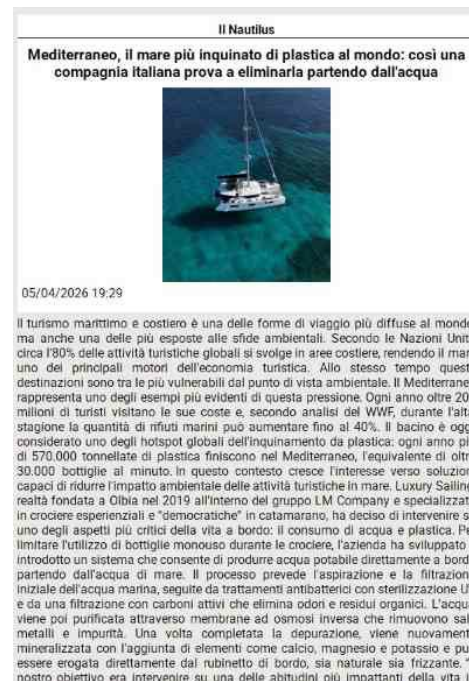 Il Nautilus
Mediterraneo, il mare più inquinato di plastica al mondo: così una
compagnia italiana prova a eliminarla partendo dall'acqua
05/04/2026 19:29
Il turismo marittimo e costiero è una delle forme di viaggio più diffuse al mondo
ma anche una delle più esposte alle sfide ambientali. Secondo le Nazioni Unit
circa l'80% delle attività turistiche globali si svolge in aree costiere, rendendo il mar
uno dei principali motori dell'economia turistica. Allo stesso tempo quest
destinazioni sono tra le più vulnerabili dal punto di vista ambientale. Il Mediterrane
rappresenta uno degli esempi più evidenti di questa pressione. Ogni anno oltre 20
milioni di turisti visitano le sue coste e, secondo analisi del WWF, durante l'alt
stagione la quantità di rifiuti marini può aumentare fino al 40%. Il bacino è ogg
considerato uno degli hotspot globali dell'inquinamento da plastica: ogni anno pi
di 570.000 tonnellate di plastica finiscono nel Mediterraneo, l'equivalente di oltr
30.000 bottiglie al minuto. In questo contesto cresce l'interesse verso soluzion
capaci di ridurre l'impatto ambientale delle attività turistiche in mare. Luxury Sailing
realtà fondata a Olbia nel 2019 all'interno del gruppo LM Company e specializzat
in crociere esperienziali e "democratiche" in catamarano, ha deciso di intervenire s
uno degli aspetti più critici della vita a bordo: il consumo di acqua e plastica. Pe
limitare l'utilizzo di bottiglie monouso durante le crociere, l'azienda ha sviluppato
introdotto un sistema che consente di produrre acqua potabile direttamente a bord
partendo dall'acqua di mare. Il processo prevede l'aspirazione e la filtrazion
iniziale dell'acqua marina, seguite da trattamenti antibatterici con sterilizzazione U
e da una filtrazione con carboni attivi che elimina odori e residui organici. L'acqu
viene poi purificata attraverso membrane ad osmosi inversa che rimuovono sal
metalli e impurità. Una volta completata la depurazione, viene nuovament
mineralizzata con l'aggiunta di elementi come calcio, magnesio e potassio e pu
essere erogata direttamente dal rubinetto di bordo, sia naturale sia frizzante. "
nostro obiettivo era intervenire su una delle abitudini più impattanti della vita i